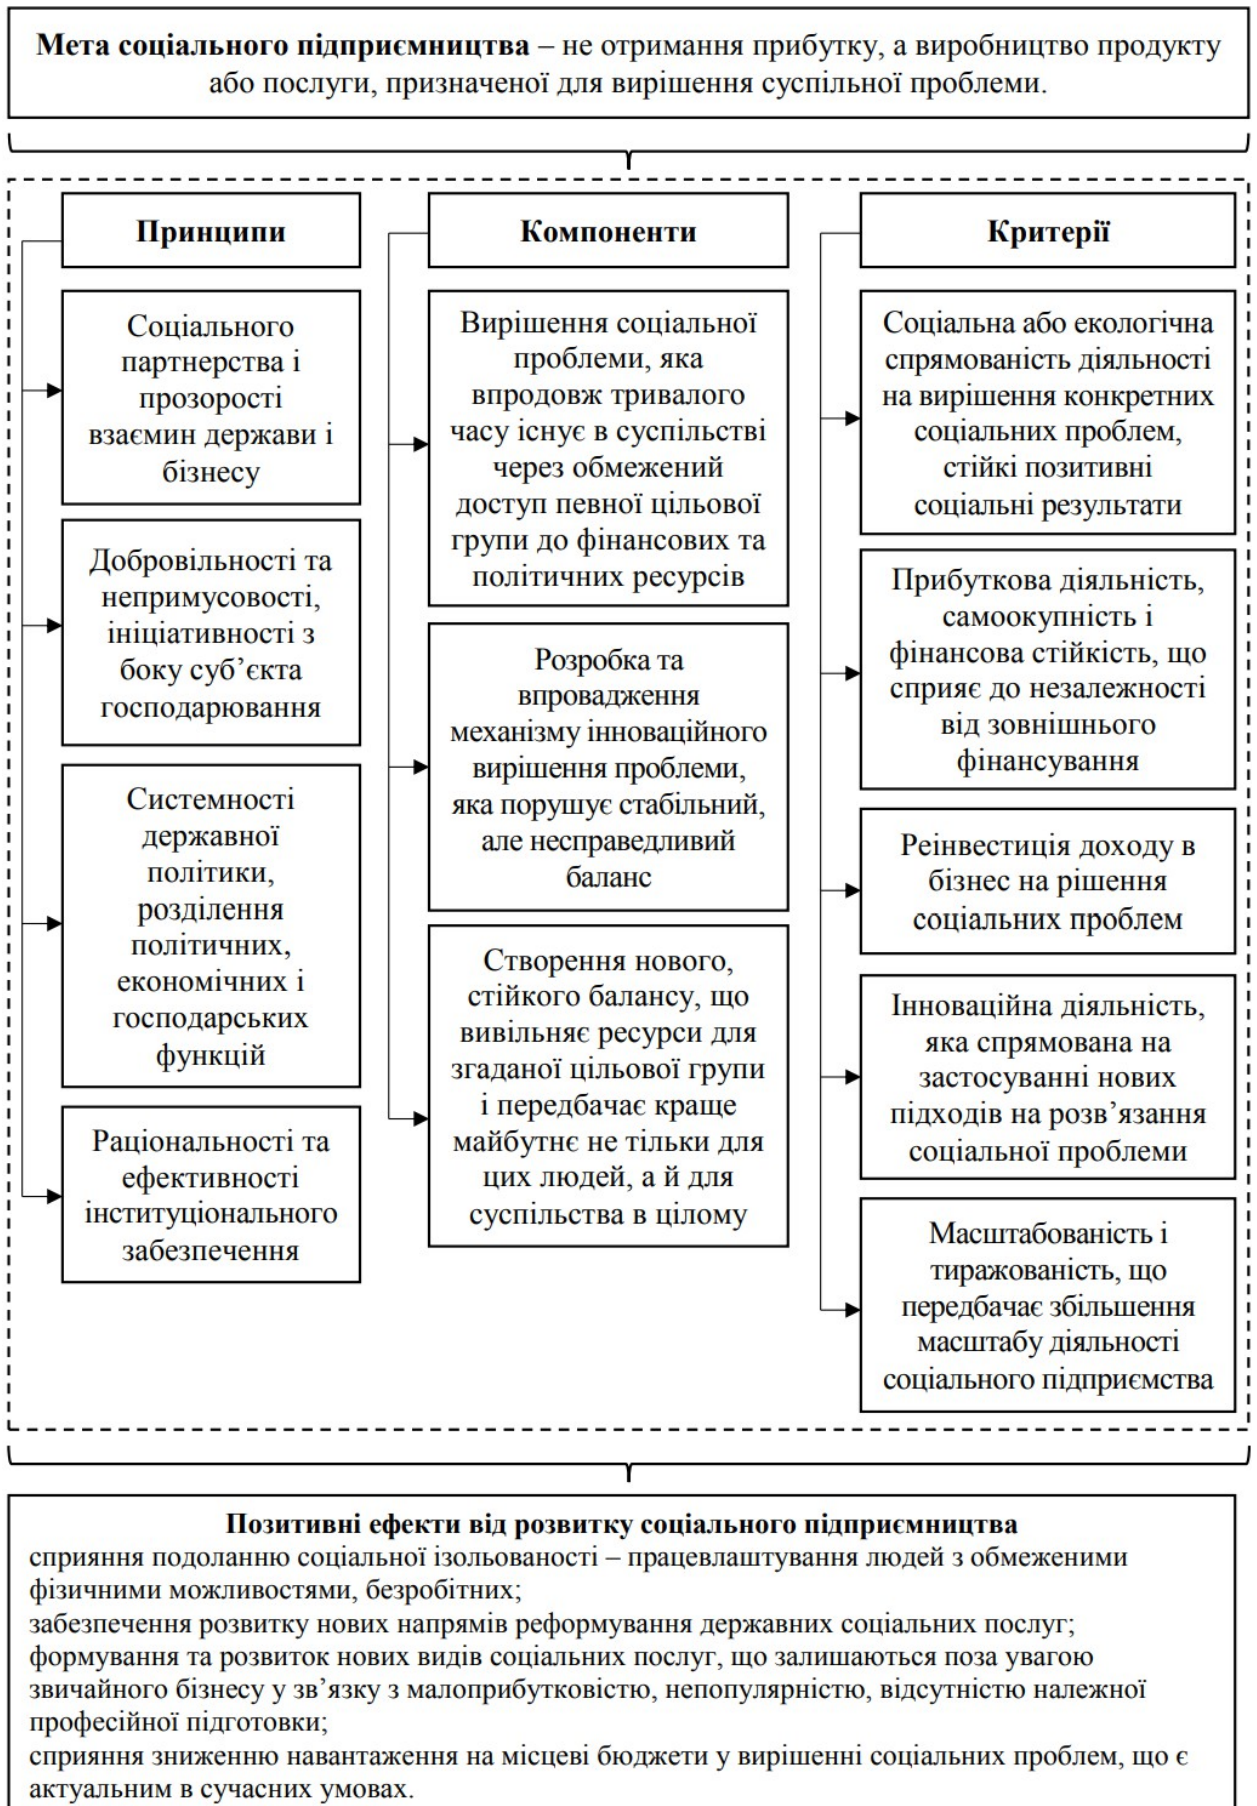 Мета соціального підприємництва – не отримання прибутку, а виробництво продукту
або послуги, призначеної для вирішення суспільної проблеми.
Принципи
Соціального
партнерства і
прозорості
взаємин держави і
бізнесу
Добровільності та
непримусовості,
ініціативності з
боку суб’єкта
господарювання
Системності
державної
політики,
розділення
політичних,
економічних і
господарських
функцій
Раціональності та
ефективності
інституціонального
забезпечення
Компоненти
Вирішення соціальної
проблеми, яка
впродовж тривалого
часу існує в суспільстві
через обмежений
доступ певної цільової
групи до фінансових та
політичних ресурсів
Розробка та
впровадження
механізму інноваційного
вирішення проблеми,
яка порушує стабільний,
але несправедливий
баланс
Створення нового,
стійкого балансу, що
вивільняє ресурси для
згаданої цільової групи
і передбачає краще
майбутнє не тільки для
цих людей, а й для
суспільства в цілому
Критерії
Соціальна або екологічна
спрямованість діяльності
на вирішення конкретних
соціальних проблем,
стійкі позитивні
соціальні результати
Прибуткова діяльність,
самоокупність і
фінансова стійкість, що
сприяє до незалежності
від зовнішнього
фінансування
Реінвестиція доходу в
бізнес на рішення
соціальних проблем
Інноваційна діяльність,
яка спрямована на
застосуванні нових
підходів на розв’язання
соціальної проблеми
Масштабованість і
тиражованість, що
передбачає збільшення
масштабу діяльності
соціального підприємства
Позитивні ефекти від розвитку соціального підприємництва
сприяння подоланню соціальної ізольованості – працевлаштування людей з обмеженими
фізичними можливостями, безробітних;
забезпечення розвитку нових напрямів реформування державних соціальних послуг;
формування та розвиток нових видів соціальних послуг, що залишаються поза увагою
звичайного бізнесу у зв’язку з малоприбутковістю, непопулярністю, відсутністю належної
професійної підготовки;
сприяння зниженню навантаження на місцеві бюджети у вирішенні соціальних проблем, що є
актуальним в сучасних умовах.